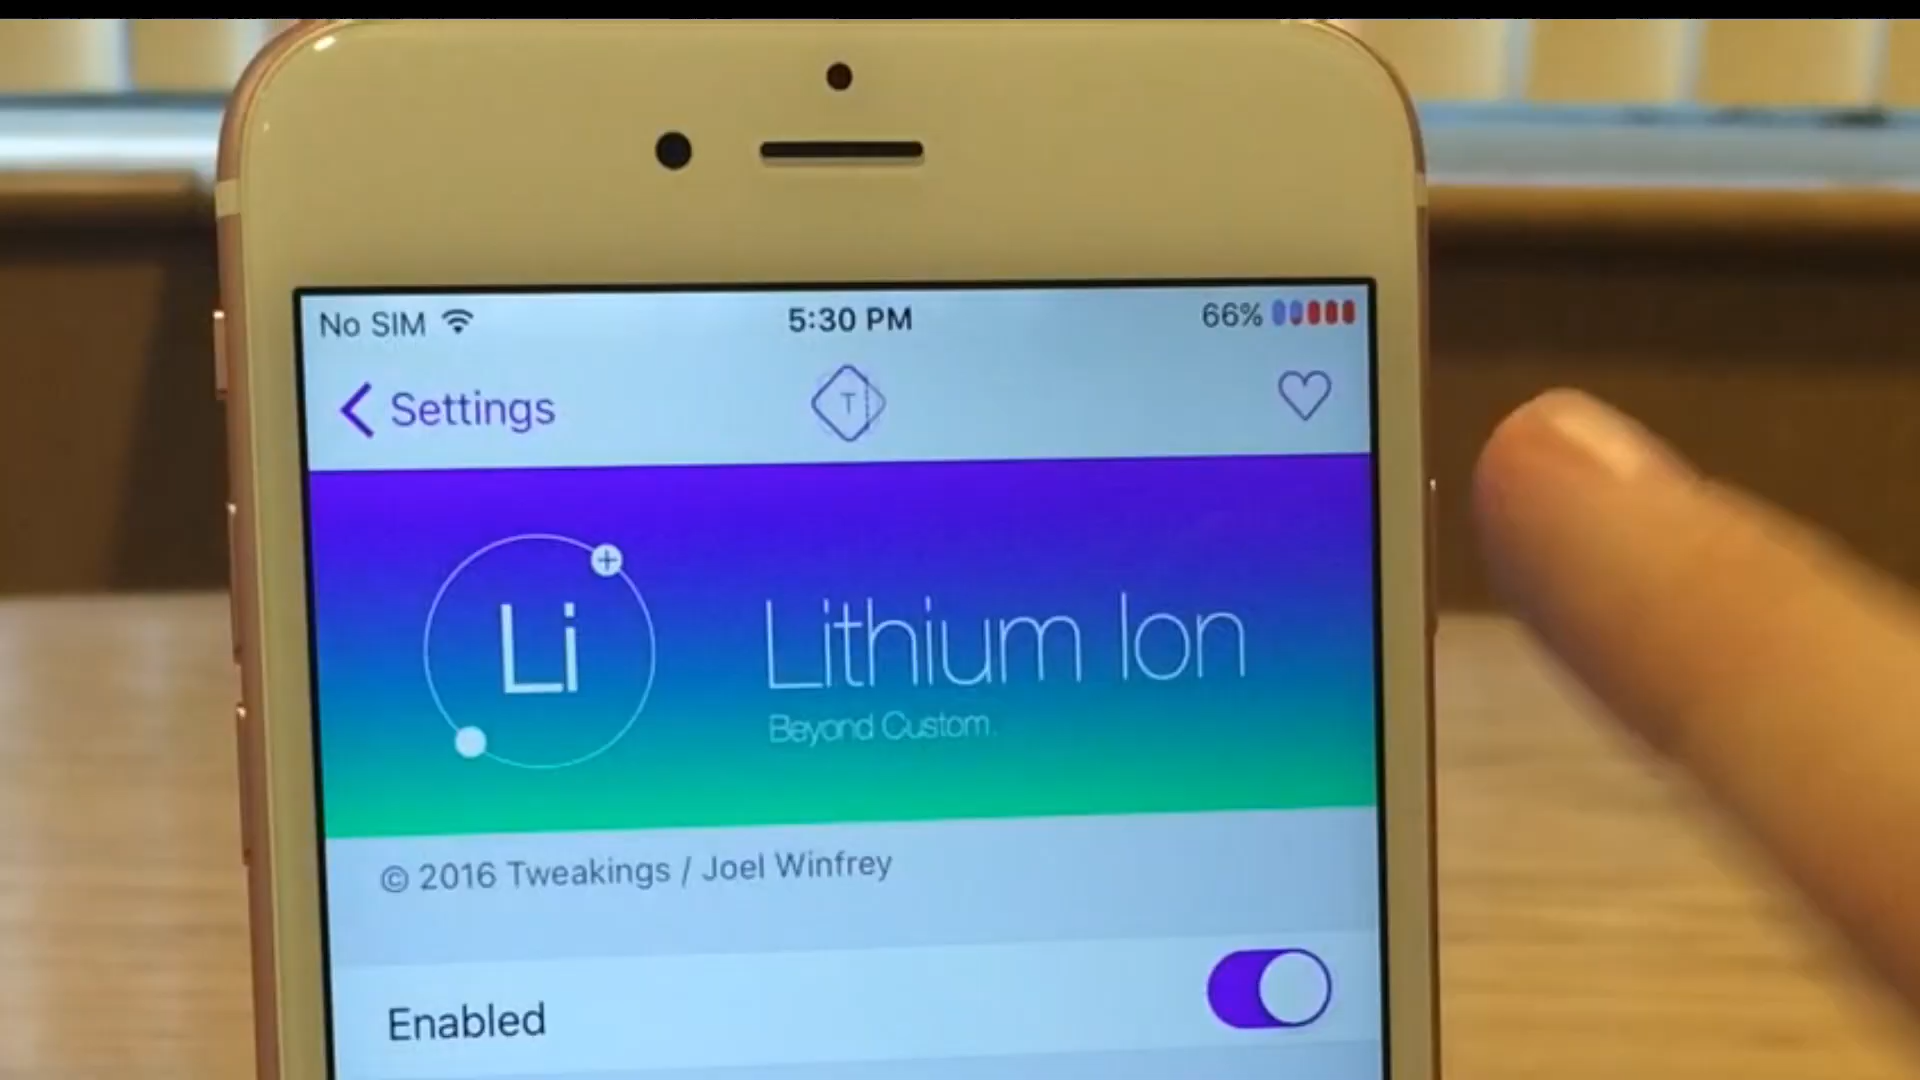 No SIM 5:30 PM 66%
Settings T
Li Lithium Ion
Beyond Custom.
© 2016 Tweakings / Joel Winfrey
Enabled